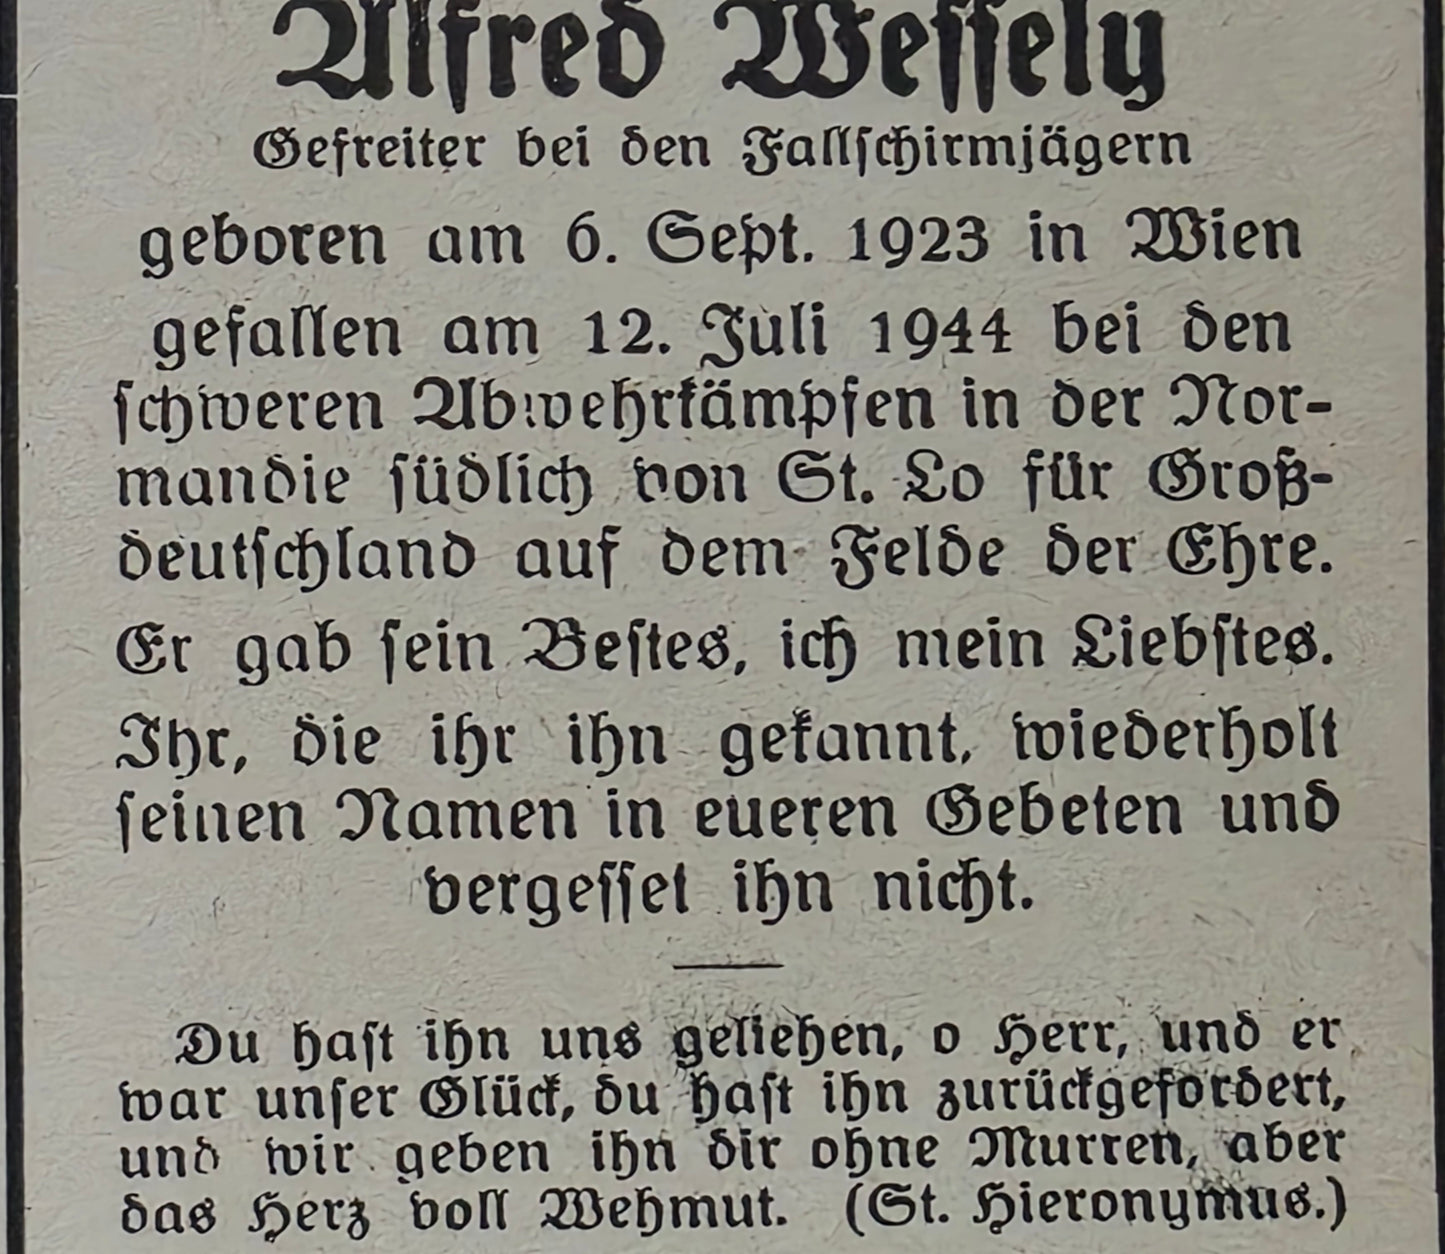 Alfred Wessely
Gefreiter bei den Fallschirmjägern
geboren am 6. Sept. 1923 in Wien
gefallen am 12. Juli 1944 bei den
schweren Abwehrkämpfen in der Nor-
mandie südlich von St. Lo für Groß-
deutschland auf dem Felde der Ehre.
Er gab sein Bestes, ich mein Liebstes.
Ihr, die ihr ihn gekannt, wiederholt
seinen Namen in eueren Gebeten und
vergesset ihn nicht.
Du hast ihn uns geliehen, o Herr, und er
war unser Glück, du hast ihn zurückgefordert,
und wir geben ihn dir ohne Murren, aber
das Herz voll Wehmut. (St. Hieronymus.)